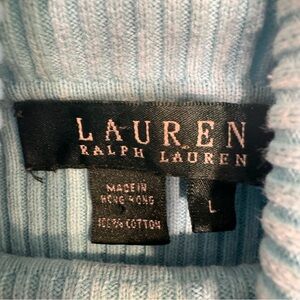 LAUREN
RALPH LAUREN
MADE IN
HONG KONG
100% COTTON
L